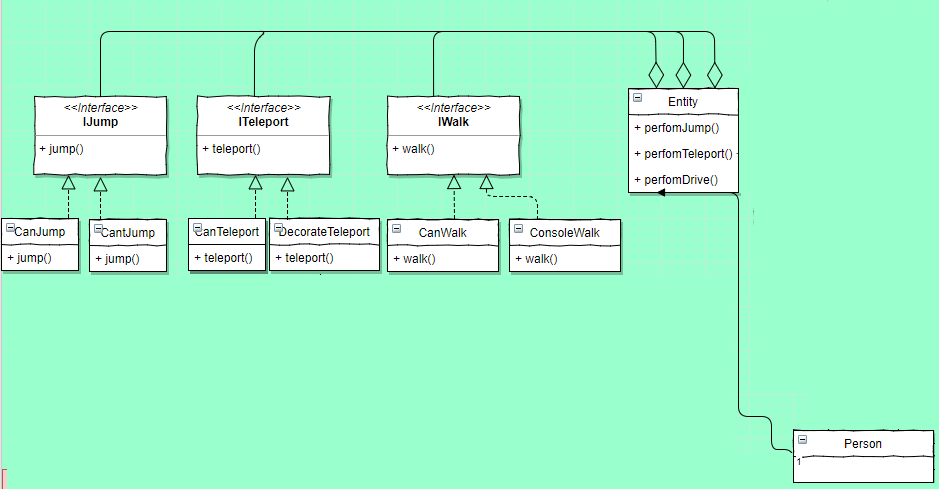 <<Interface>>
IJump
+ jump()
<<Interface>>
ITeleport
+ teleport()
<<Interface>>
IWalk
+ walk()
Entity
+ perfomJump()
+ perfomTeleport()
+ perfomDrive()
CanJump
+ jump()
CantJump
+ jump()
CanTeleport
+ teleport()
DecorateTeleport
+ teleport()
CanWalk
+ walk()
ConsoleWalk
+ walk()
Person
1